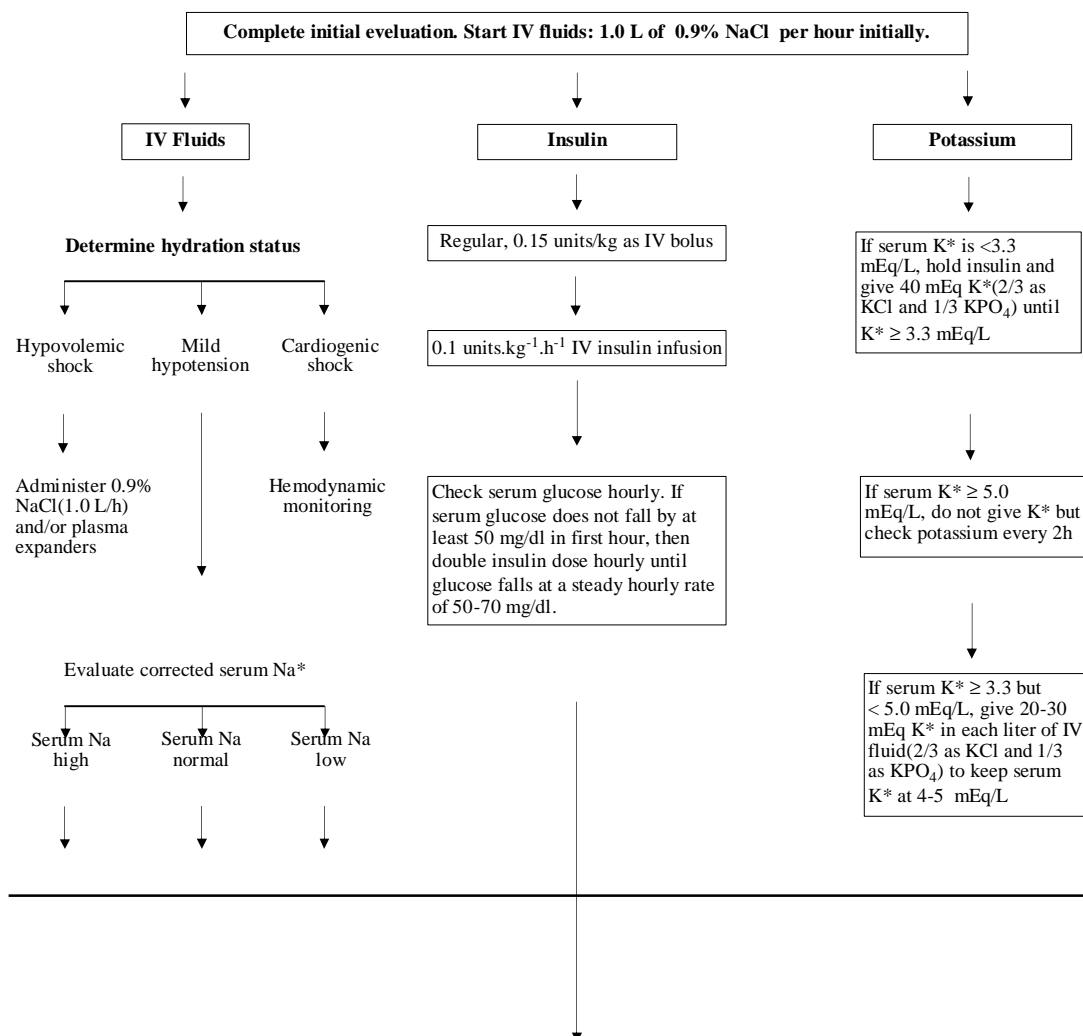 Complete initial eveluation. Start IV fluids: 1.0 L of 0.9% NaCl per hour initially.
IV Fluids
Insulin
Potassium
Determine hydration status
Hypovolemic
shock
Mild
hypotension
Cardiogenic
shock
Administer 0.9%
NaCl(1.0 L/h)
and/or plasma
expanders
Hemodynamic
monitoring
Evaluate corrected serum Na*
Serum Na
high
Serum Na
normal
Serum Na
low
Regular, 0.15 units/kg as IV bolus
0.1 units.kg⁻¹.h⁻¹ IV insulin infusion
Check serum glucose hourly. If
serum glucose does not fall by at
least 50 mg/dl in first hour, then
double insulin dose hourly until
glucose falls at a steady hourly rate
of 50-70 mg/dl.
If serum K* is <3.3
mEq/L, hold insulin and
give 40 mEq K*(2/3 as
KCl and 1/3 KPO₄) until
K* ≥ 3.3 mEq/L
If serum K* ≥ 5.0
mEq/L, do not give K* but
check potassium every 2h
If serum K* ≥ 3.3 but
< 5.0 mEq/L, give 20-30
mEq K* in each liter of IV
fluid(2/3 as KCl and 1/3
as KPO₄) to keep serum
K* at 4-5 mEq/L